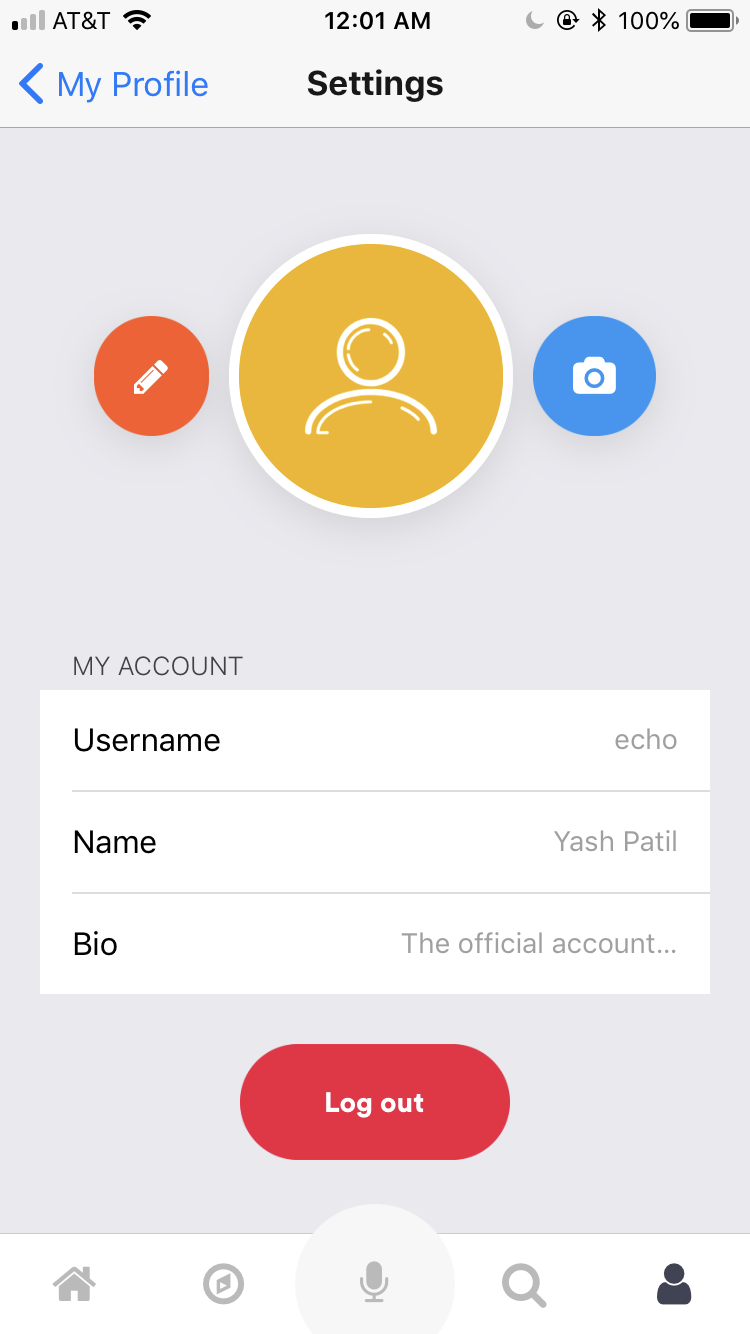 AT&T 12:01 AM 100%
My Profile Settings
MY ACCOUNT
Username echo
Name Yash Patil
Bio The official account...
Log out